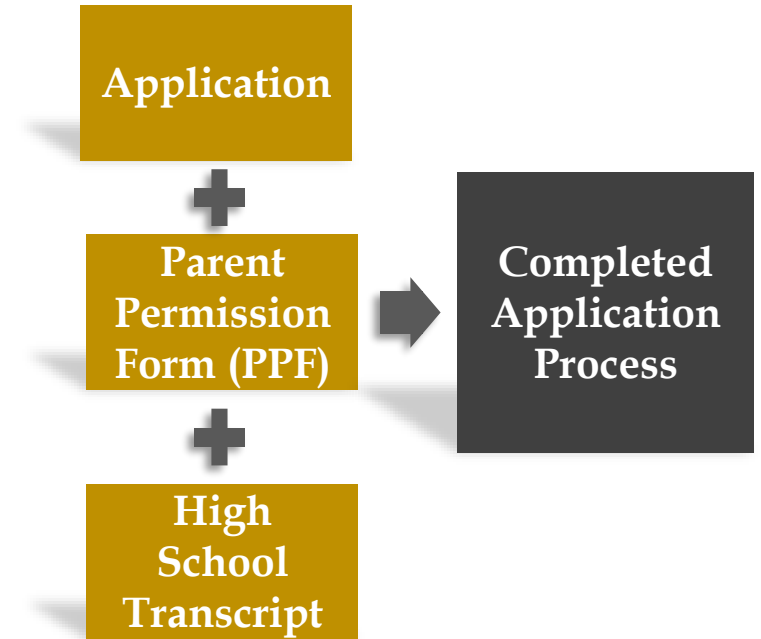 Application
Parent
Permission
Form (PPF)
High
School
Transcript
Completed
Application
Process